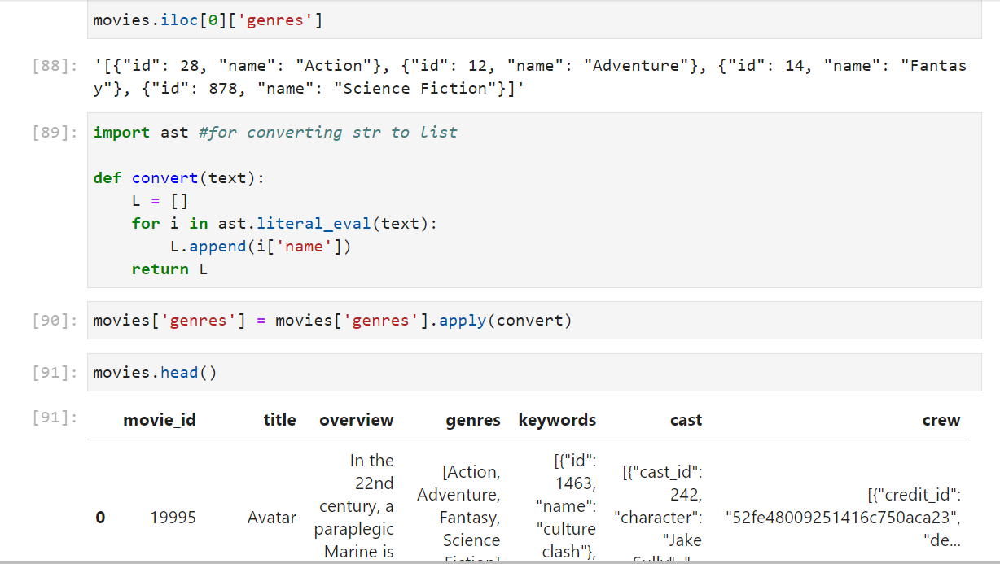 movies.iloc[0]['genres']
[88]: '[{"id": 28, "name": "Action"}, {"id": 12, "name": "Adventure"}, {"id": 14, "name": "Fantas
y"}, {"id": 878, "name": "Science Fiction"}]'
[89]: import ast #for converting str to list
def convert(text):
    L = []
    for i in ast.literal_eval(text):
        L.append(i['name'])
    return L
[90]: movies['genres'] = movies['genres'].apply(convert)
[91]: movies.head()
[91]: movie_id title overview genres keywords cast crew
In the [{"id":
22nd [Action, 1463, [{"cast_id": 
century, a Adventure, "name": 242, [{"credit_id":
0 19995 Avatar paraplegic Fantasy, "culture "character": "52fe48009251416c750aca23",
Marine is Science clash"}, "Jake "de...
Fiction] Sully", "